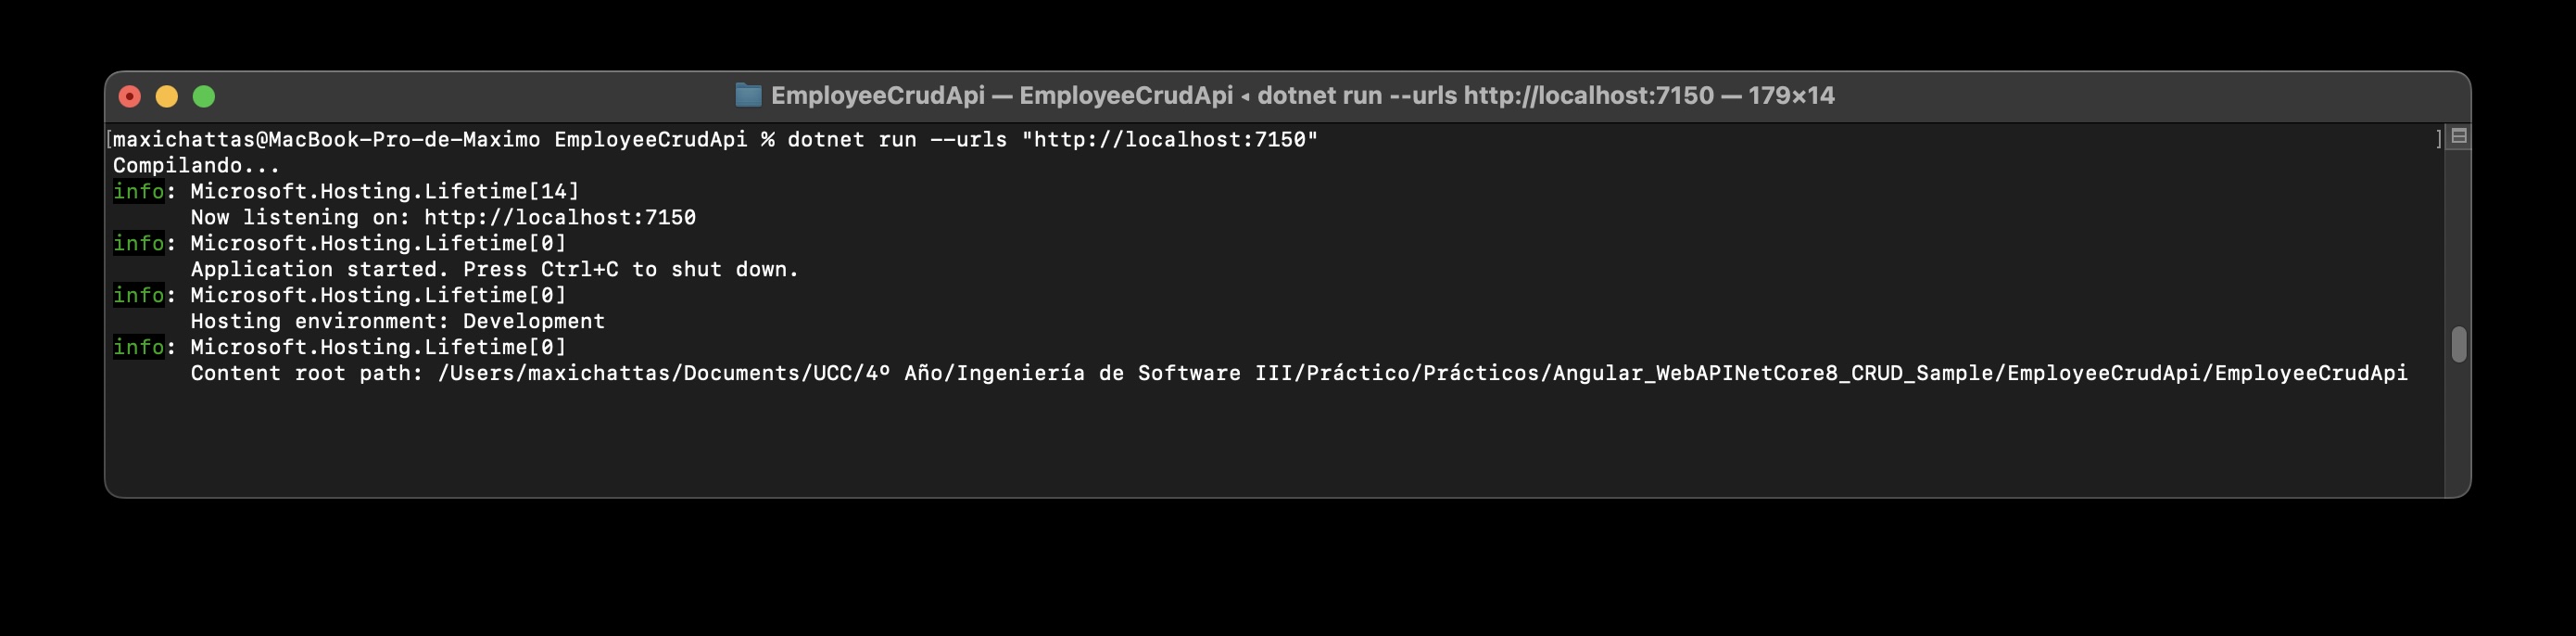 EmployeeCrudApi — EmployeeCrudApi ◂ dotnet run --urls http://localhost:7150 — 179×14
[maxichattas@MacBook-Pro-de-Maximo EmployeeCrudApi % dotnet run --urls "http://localhost:7150" ]
Compilando...
info: Microsoft.Hosting.Lifetime[14]
Now listening on: http://localhost:7150
info: Microsoft.Hosting.Lifetime[0]
Application started. Press Ctrl+C to shut down.
info: Microsoft.Hosting.Lifetime[0]
Hosting environment: Development
info: Microsoft.Hosting.Lifetime[0]
Content root path: /Users/maxichattas/Documents/UCC/4º Año/Ingeniería de Software III/Práctico/Prácticos/Angular_WebAPINetCore8_CRUD_Sample/EmployeeCrudApi/EmployeeCrudApi